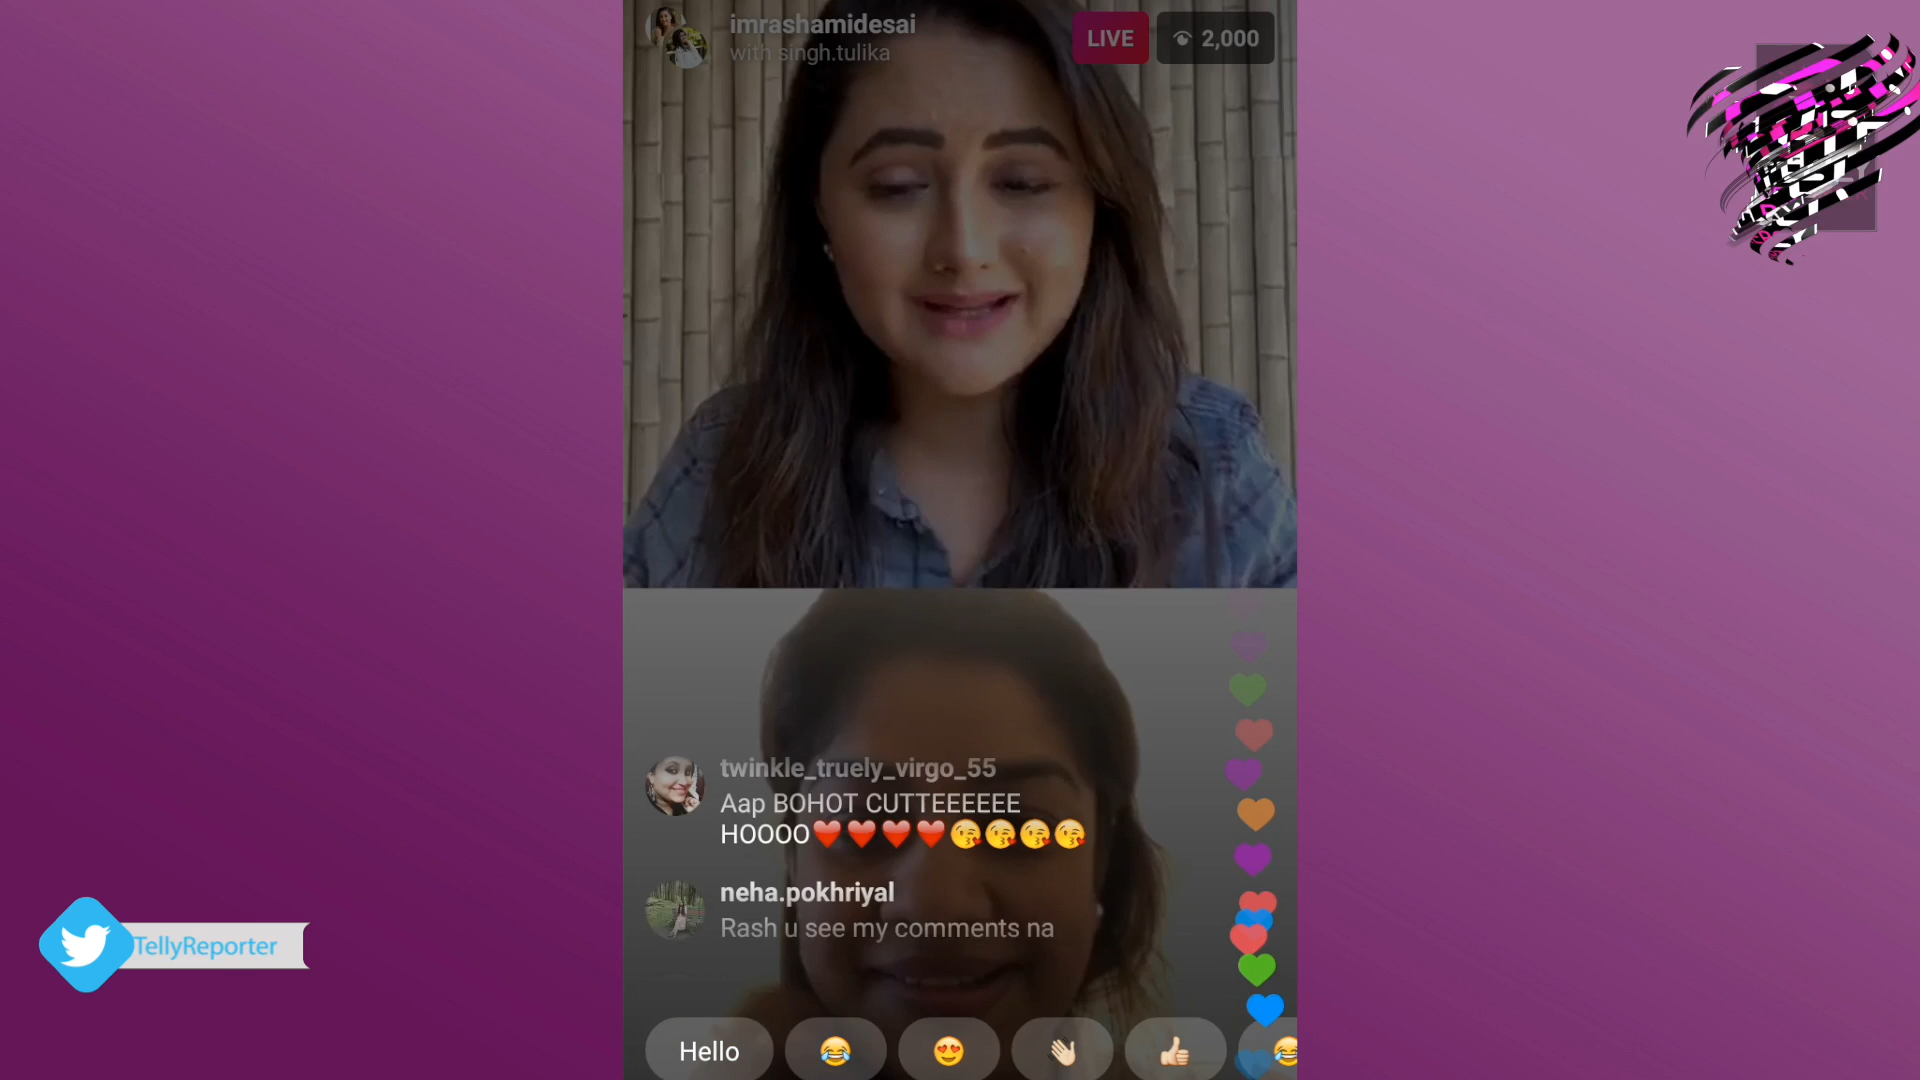 imrashamidesai
with singh.tulika
LIVE
2,000
twinkle_truely_virgo_55
Aap BOHOT CUTTEEEEEE
HOOOO❤️❤️❤️❤️😘😘😘😘
neha.pokhriyal
Rash u see my comments na
TellyReporter
Hello